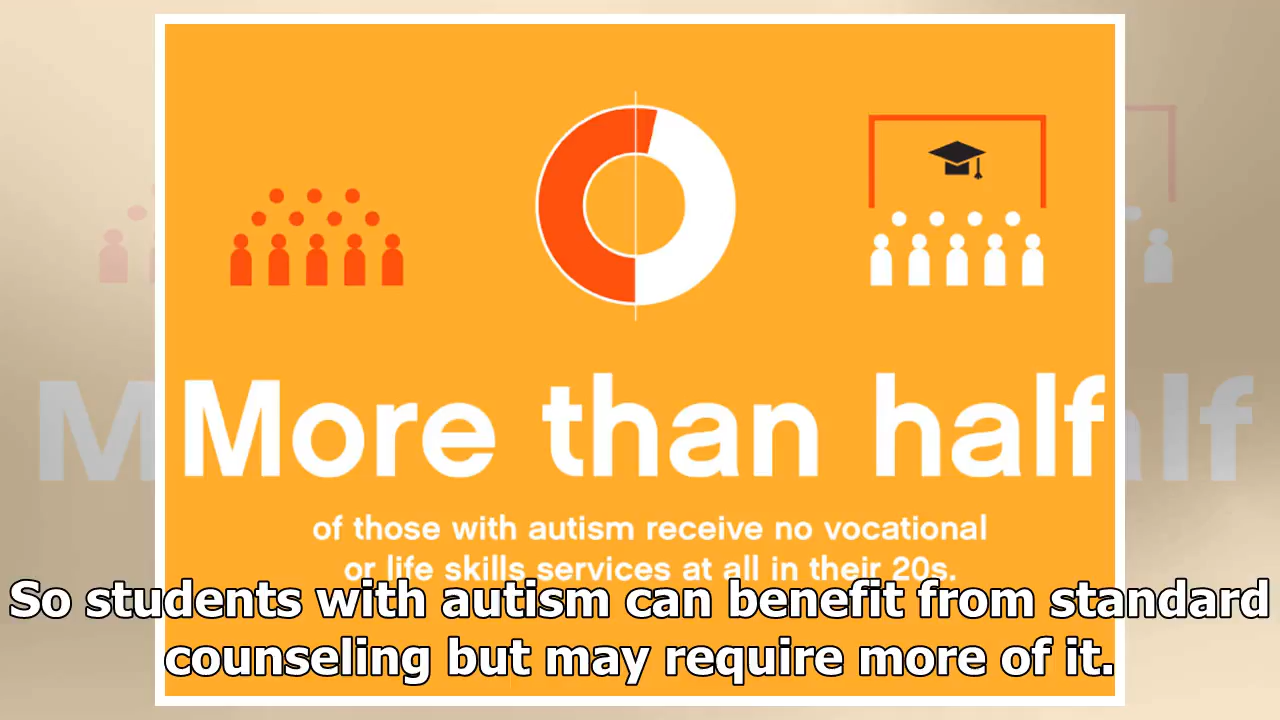 More than half
of those with autism receive no vocational
or life skills services at all in their 20s.
So students with autism can benefit from standard
counseling but may require more of it.